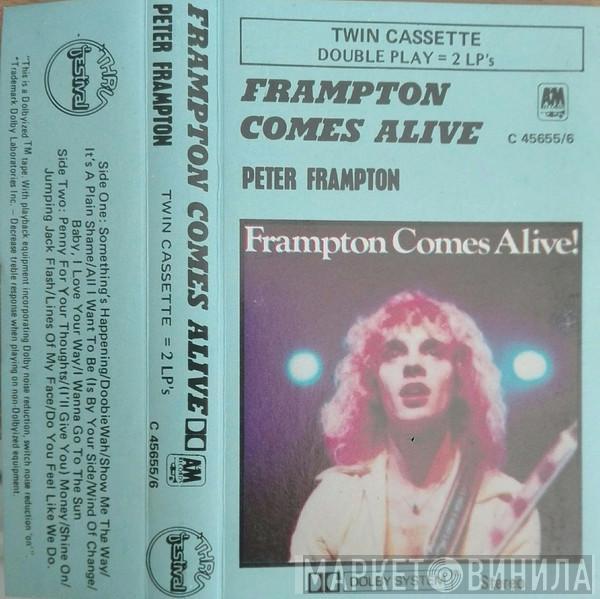 TWIN CASSETTE
DOUBLE PLAY = 2 LP's
FRAMPTON
COMES ALIVE
A&M
RECORDS
C 45655/6
PETER FRAMPTON
Frampton Comes Alive!
DOLBY SYSTEM
Stereo
FRAMPTON COMES ALIVE
A&M
RECORDS
PETER FRAMPTON
TWIN CASSETTE = 2 LP's
C 45655/6
festival
Side One: Something's Happening/DoobieWah/Show Me The Way/
It's A Plain Shame/All I Want To Be (Is By Your Side/Wind Of Change/
Baby, I Love Your Way/I Wanna Go To The Sun
Side Two: Penny For Your Thoughts/(I'll Give You) Money/Shine On/
Jumping Jack Flash/Lines Of My Face/Do You Feel Like We Do.
festival
"This is a Dolbyized TM tape. With playback equipment incorporating Dolby noise reduction, switch noise reduction 'on'".
*Trademark Dolby Laboratories Inc. – Decrease treble response when playing on non-Dolbyized equipment.
МАРКЕТ ВИНИЛА